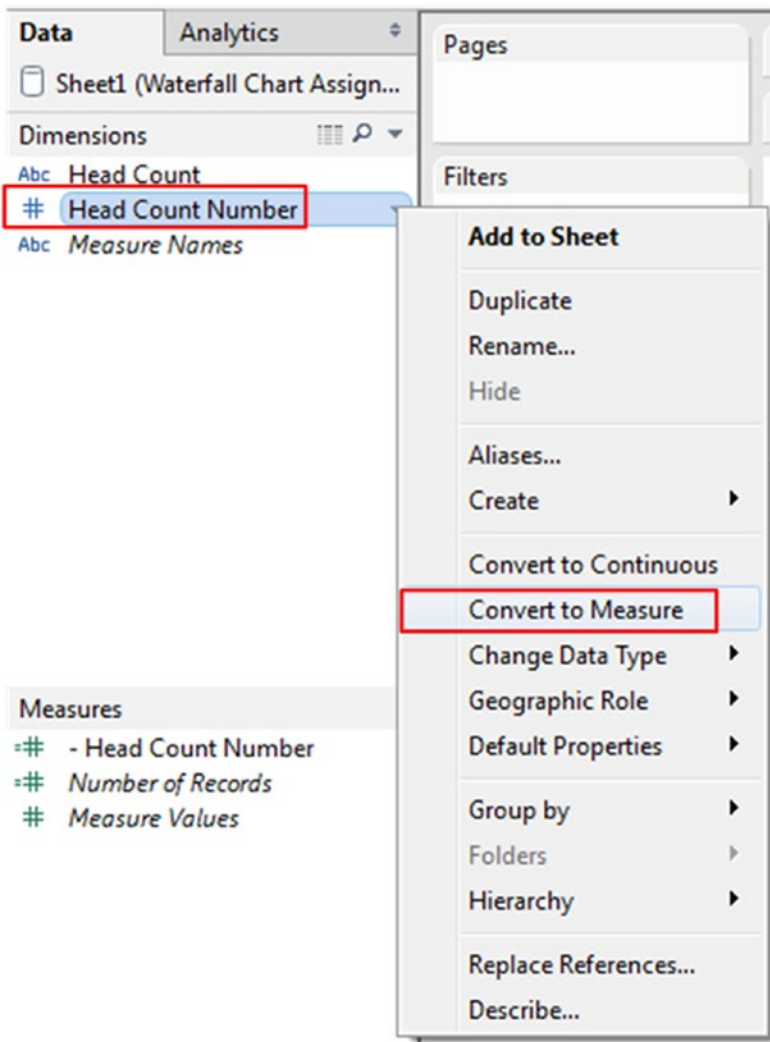 Data
Analytics
Pages
Sheet1 (Waterfall Chart Assign...
Dimensions
Abc Head Count
# Head Count Number
Abc Measure Names
Filters
Add to Sheet
Duplicate
Rename...
Hide
Aliases...
Create
Convert to Continuous
Convert to Measure
Change Data Type
Geographic Role
Default Properties
Group by
Folders
Hierarchy
Replace References...
Describe...
Measures
=# - Head Count Number
=# Number of Records
# Measure Values